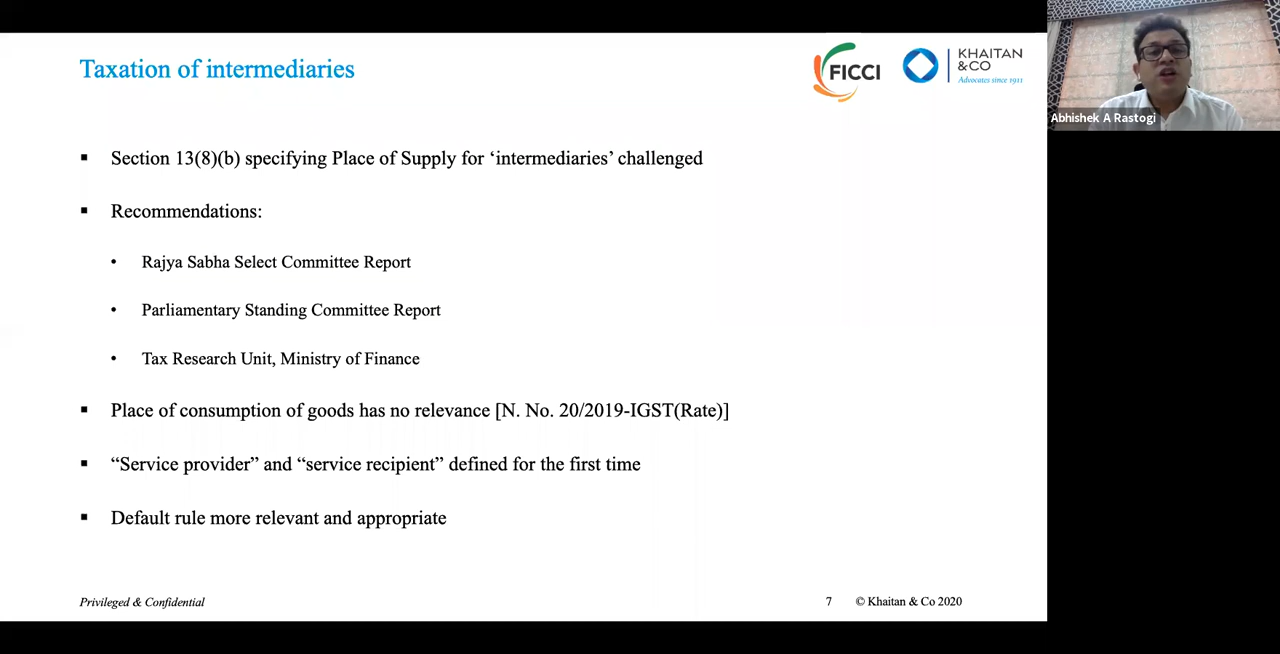 Taxation of intermediaries
FICCI
KHAITAN
&CO
Advocates since 1911
Abhishek A Rastogi
▪ Section 13(8)(b) specifying Place of Supply for ‘intermediaries’ challenged
▪ Recommendations:
• Rajya Sabha Select Committee Report
• Parliamentary Standing Committee Report
• Tax Research Unit, Ministry of Finance
▪ Place of consumption of goods has no relevance [N. No. 20/2019-IGST(Rate)]
▪ “Service provider” and “service recipient” defined for the first time
▪ Default rule more relevant and appropriate
Privileged & Confidential
7 © Khaitan & Co 2020